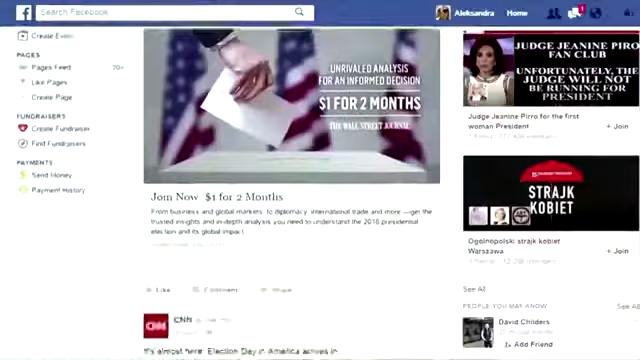 Search Facebook
Aleksandra
Home
1
Create Event
PAGES
Pages Feed
20+
Like Pages
Create Page
FUNDRAISERS
Create Fundraiser
Find Fundraisers
PAYMENTS
Send Money
Payment History
UNRIVALED ANALYSIS
FOR AN INFORMED DECISION
$1 FOR 2 MONTHS
THE WALL STREET JOURNAL
Join Now $1 for 2 Months
From business and global markets to diplomacy, international trade and more—get the
trusted insights and in-depth analysis you need to understand the 2016 presidential
election and its global impact.
Like
Comment
Share
CNN
CNN
It's almost here: Election Day in America arrives in
JUDGE JEANINE PIRRO
FAN CLUB
UNFORTUNATELY, THE
JUDGE WILL NOT
BE RUNNING FOR
PRESIDENT
Judge Jeanine Pirro for the first
woman President
+ Join
STRAJK
KOBIET
Ogólnopolski strajk kobiet
Warszawa
+ Join
See All
PEOPLE YOU MAY KNOW
See All
David Childers
Add Friend